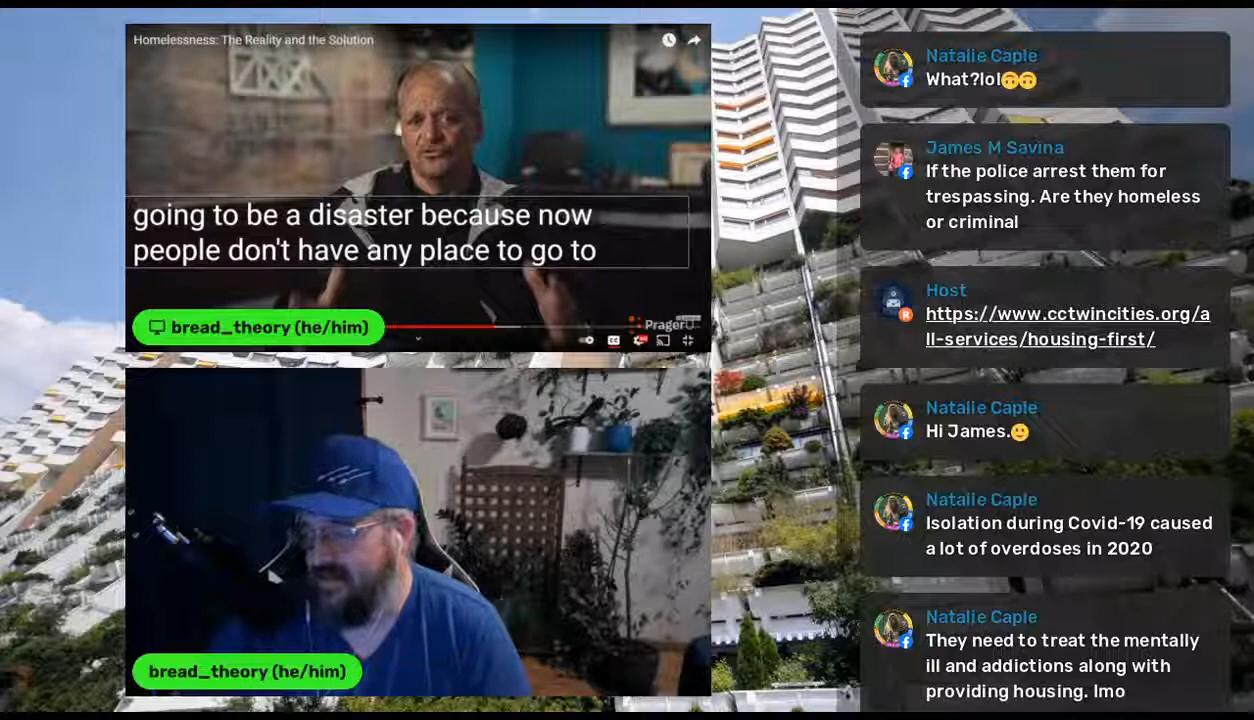 Homelessness: The Reality and the Solution
going to be a disaster because now
people don't have any place to go to
bread_theory (he/him)
PragerU
bread_theory (he/him)
Natalie Caple
What?lol🙃🙃
James M Savina
If the police arrest them for
trespassing. Are they homeless
or criminal
Host
https://www.cctwincities.org/a
ll-services/housing-first/
Natalie Caple
Hi James.🙂
Natalie Caple
Isolation during Covid-19 caused
a lot of overdoses in 2020
Natalie Caple
They need to treat the mentally
ill and addictions along with
providing housing. Imo